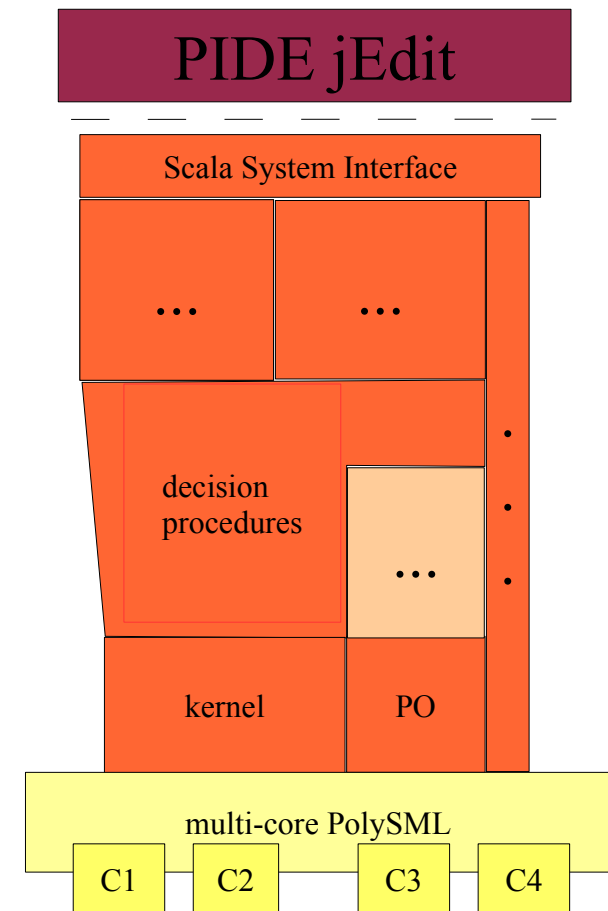 PIDE jEdit
Scala System Interface
... ...
decision
procedures
...
kernel PO
multi-core PolySML
C1 C2 C3 C4